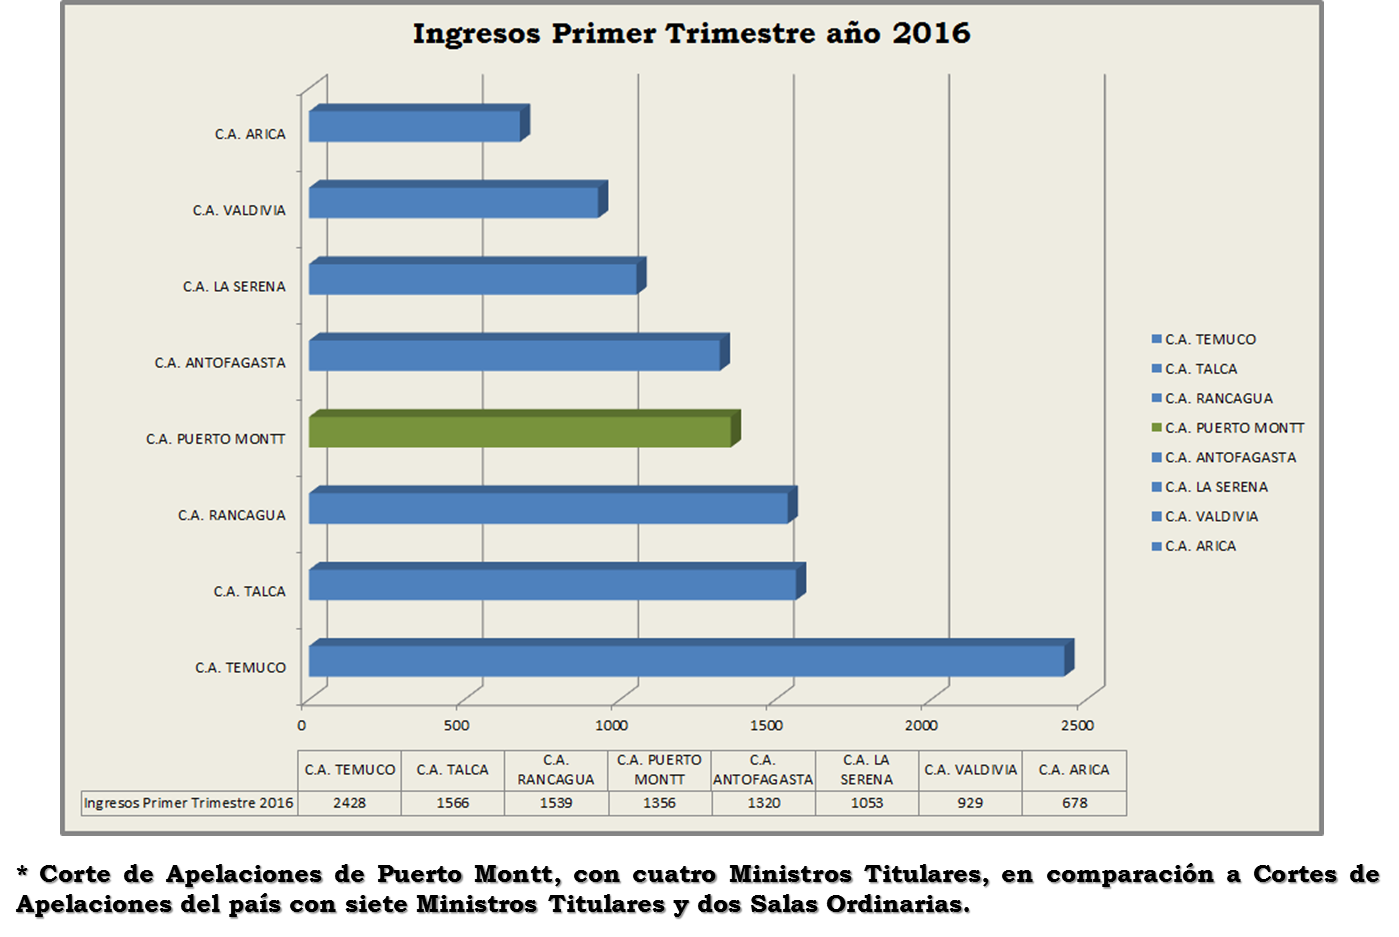 Ingresos Primer Trimestre año 2016
C.A. ARICA
C.A. VALDIVIA
C.A. LA SERENA
C.A. ANTOFAGASTA
C.A. PUERTO MONTT
C.A. RANCAGUA
C.A. TALCA
C.A. TEMUCO
0 500 1000 1500 2000 2500
C.A. TEMUCO
C.A. TALCA
C.A. RANCAGUA
C.A. PUERTO MONTT
C.A. ANTOFAGASTA
C.A. LA SERENA
C.A. VALDIVIA
C.A. ARICA
C.A. TEMUCO C.A. TALCA C.A. RANCAGUA C.A. PUERTO MONTT C.A. ANTOFAGASTA C.A. LA SERENA C.A. VALDIVIA C.A. ARICA
Ingresos Primer Trimestre 2016 2428 1566 1539 1356 1320 1053 929 678
* Corte de Apelaciones de Puerto Montt, con cuatro Ministros Titulares, en comparación a Cortes de
Apelaciones del país con siete Ministros Titulares y dos Salas Ordinarias.